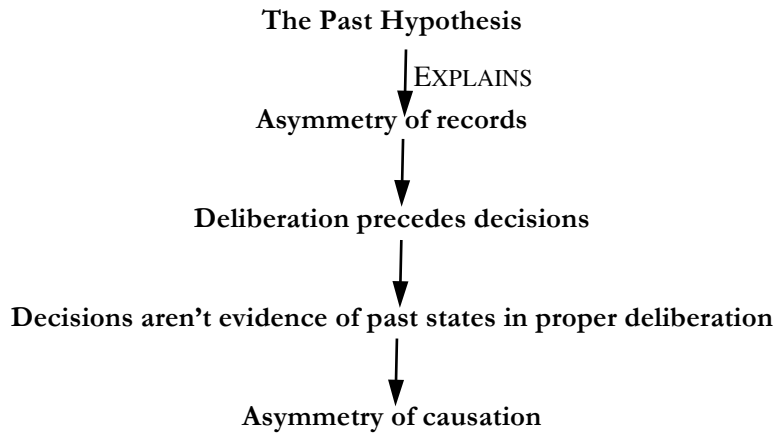 The Past Hypothesis
EXPLAINS
Asymmetry of records
Deliberation precedes decisions
Decisions aren’t evidence of past states in proper deliberation
Asymmetry of causation